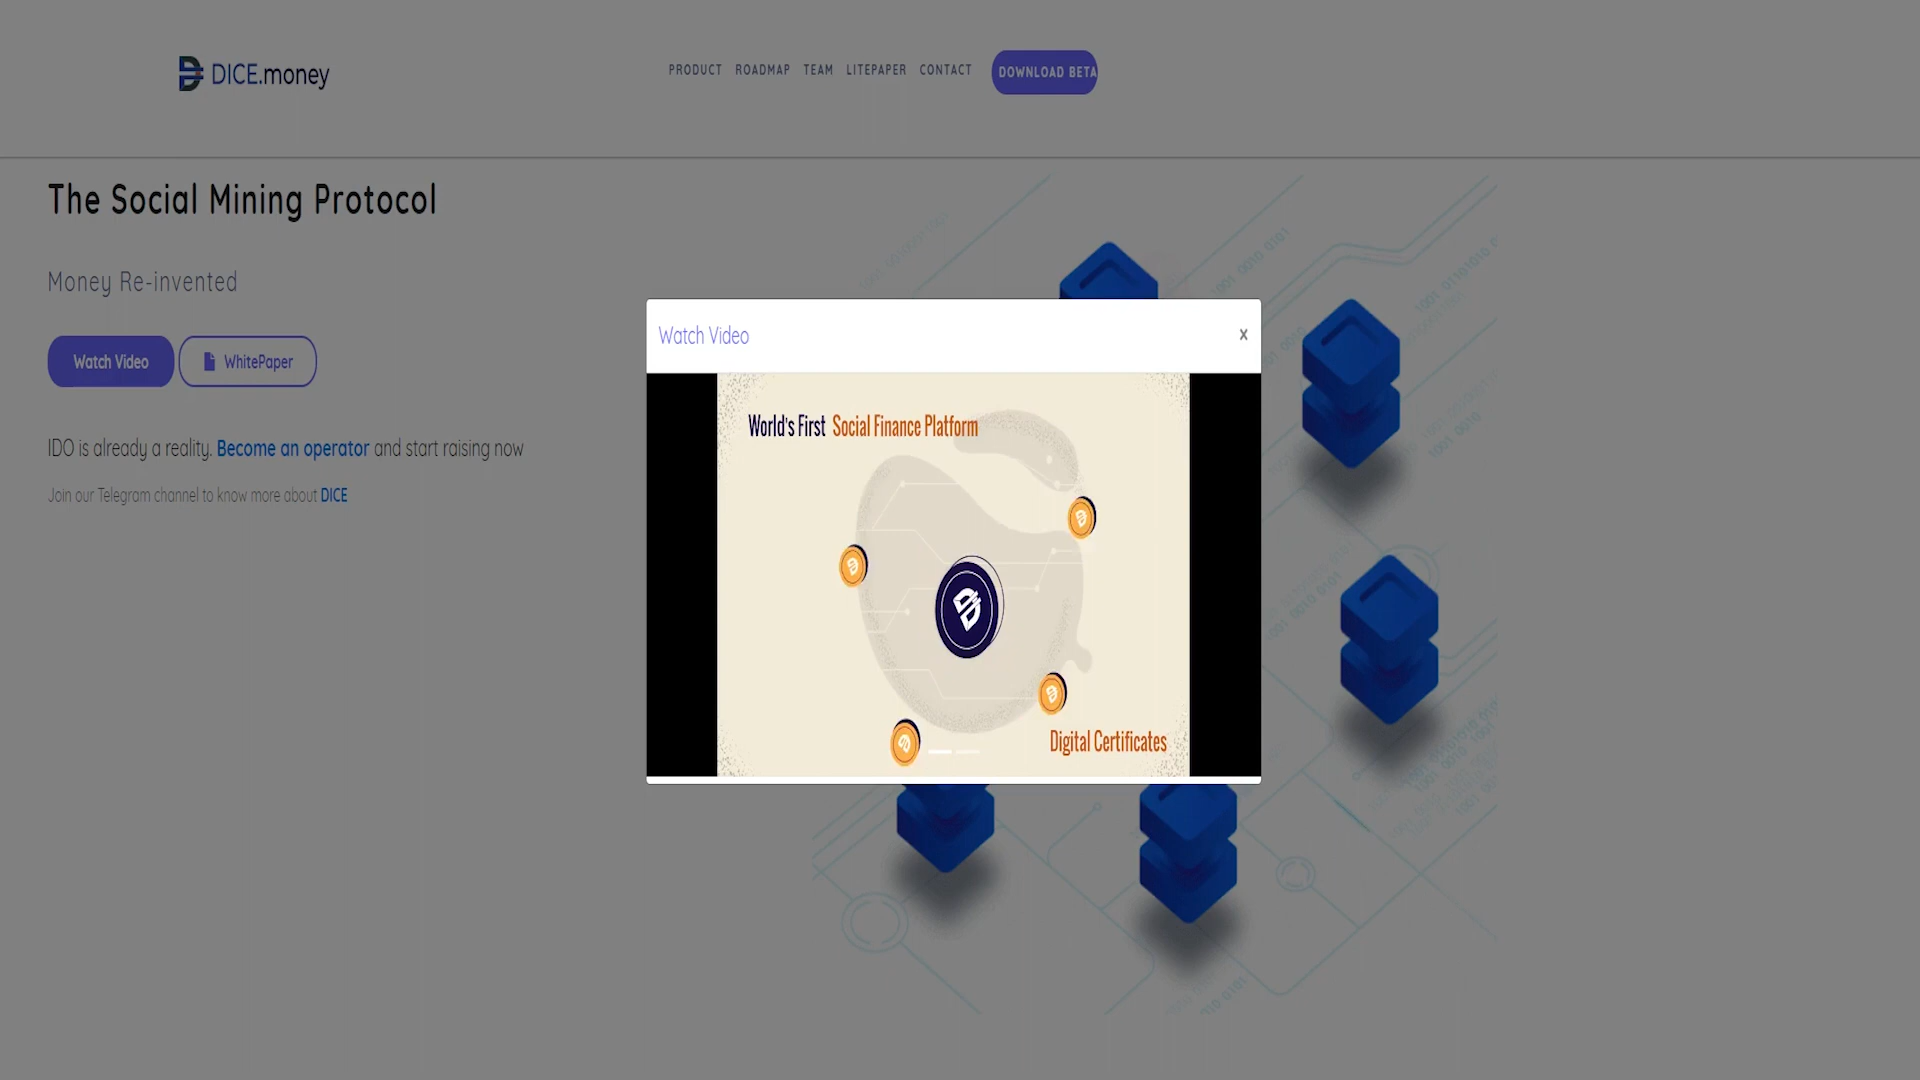 DICE.money
PRODUCT ROADMAP TEAM LITEPAPER CONTACT DOWNLOAD BETA
The Social Mining Protocol
Money Re-invented
Watch Video WhitePaper
IDO is already a reality. Become an operator and start raising now
Join our Telegram channel to know more about DICE
Watch Video x
World's First Social Finance Platform
Digital Certificates